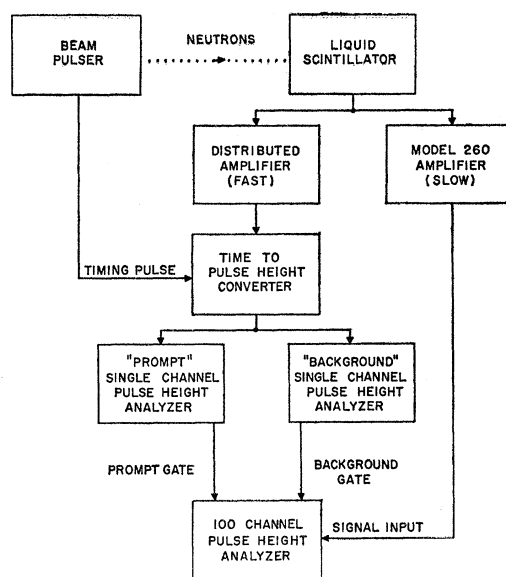 BEAM
PULSER
NEUTRONS
LIQUID
SCINTILLATOR
DISTRIBUTED
AMPLIFIER
(FAST)
MODEL 260
AMPLIFIER
(SLOW)
TIMING PULSE
TIME TO
PULSE HEIGHT
CONVERTER
"PROMPT"
SINGLE CHANNEL
PULSE HEIGHT
ANALYZER
"BACKGROUND"
SINGLE CHANNEL
PULSE HEIGHT
ANALYZER
PROMPT GATE
BACKGROUND
GATE
100 CHANNEL
PULSE HEIGHT
ANALYZER
SIGNAL INPUT